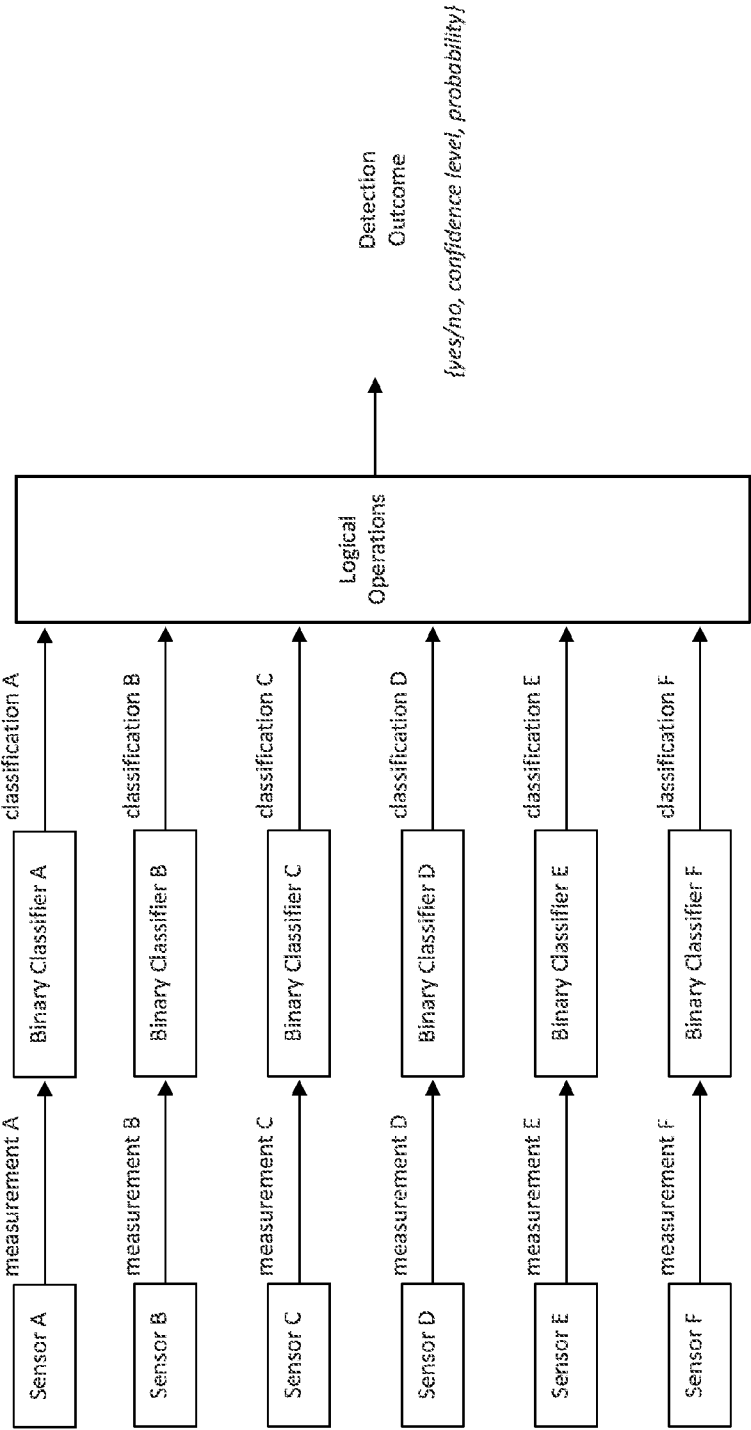 Sensor A
measurement A
Binary Classifier A
classification A
Sensor B
measurement B
Binary Classifier B
classification B
Sensor C
measurement C
Binary Classifier C
classification C
Sensor D
measurement D
Binary Classifier D
classification D
Sensor E
measurement E
Binary Classifier E
classification E
Sensor F
measurement F
Binary Classifier F
classification F
Logical
Operations
Detection
Outcome
{yes/no, confidence level, probability}